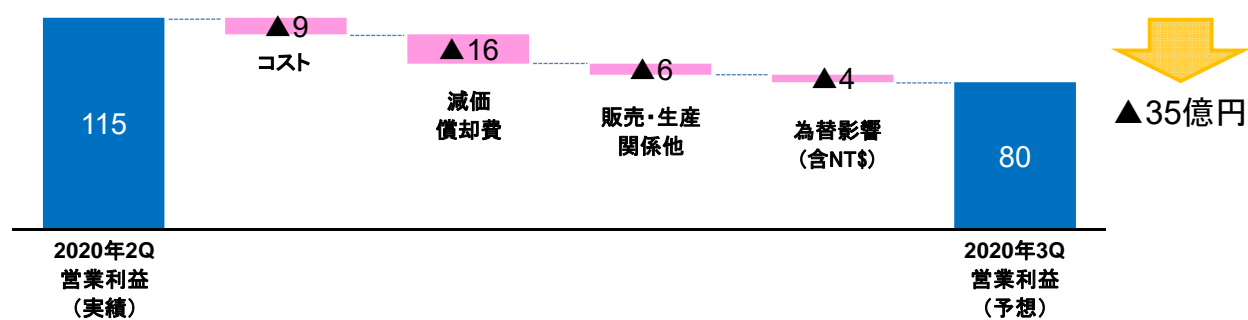 115
▲9
コスト
▲16
減価
償却費
▲6
販売・生産
関係他
▲4
為替影響
(含NT$)
80
▲35億円
2020年2Q
営業利益
(実績)
2020年3Q
営業利益
(予想)